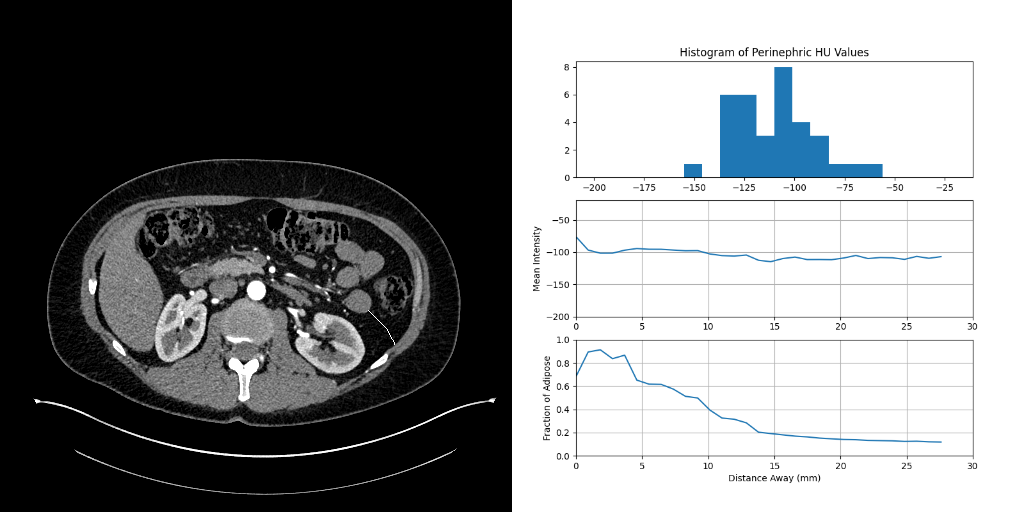 Histogram of Perinephric HU Values
8
6
4
2
0
−200 −175 −150 −125 −100 −75 −50 −25
Mean Intensity
−50
−100
−150
−200
0 5 10 15 20 25 30
Fraction of Adipose
1.0
0.8
0.6
0.4
0.2
0.0
0 5 10 15 20 25 30
Distance Away (mm)